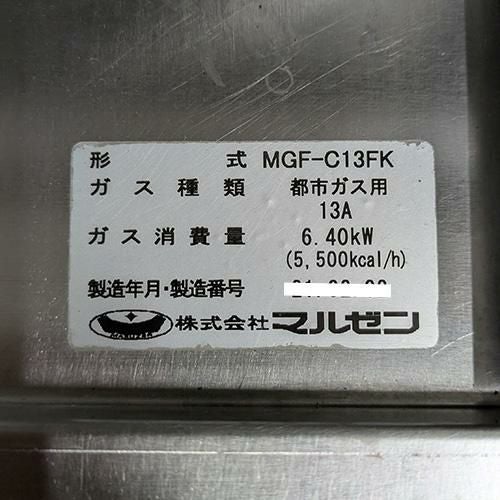 形 式 MGF-C13FK
ガス種類 都市ガス用
13A
ガス消費量 6.40kW
(5,500kcal/h)
製造年月・製造番号
MARUZEN 株式会社 マルゼン